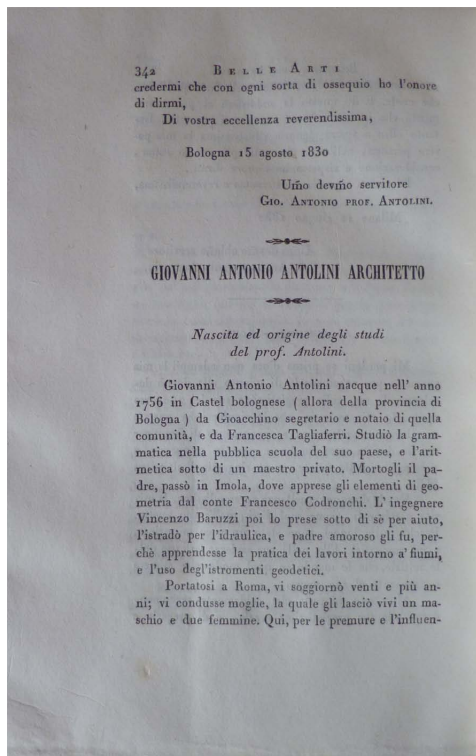 342 BELLE ARTI
credermi che con ogni sorta di ossequio ho l'onore
di dirmi,
Di vostra eccellenza reverendissima,
Bologna 15 agosto 1830
Um̃o devm̃o servitore
GIO. ANTONIO PROF. ANTOLINI.
GIOVANNI ANTONIO ANTOLINI ARCHITETTO
Nascita ed origine degli studi
del prof. Antolini.
Giovanni Antonio Antolini nacque nell' anno
1756 in Castel bolognese ( allora della provincia di
Bologna ) da Gioacchino segretario e notaio di quella
comunità, e da Francesca Tagliaferri. Studiò la gram-
matica nella pubblica scuola del suo paese, e l'arit-
metica sotto di un maestro privato. Mortogli il pa-
dre, passò in Imola, dove apprese gli elementi di geo-
metria dal conte Francesco Codronchi. L' ingegnere
Vincenzo Baruzzi poi lo prese sotto di sè per aiuto,
l'istradò per l'idraulica, e padre amoroso gli fu, per-
chè apprendesse la pratica dei lavori intorno a' fiumi,
e l'uso degl'istromenti geodetici.
Portatosi a Roma, vi soggiornò venti e più an-
ni; vi condusse moglie, la quale gli lasciò vivi un ma-
schio e due femmine. Qui, per le premure e l'influen-